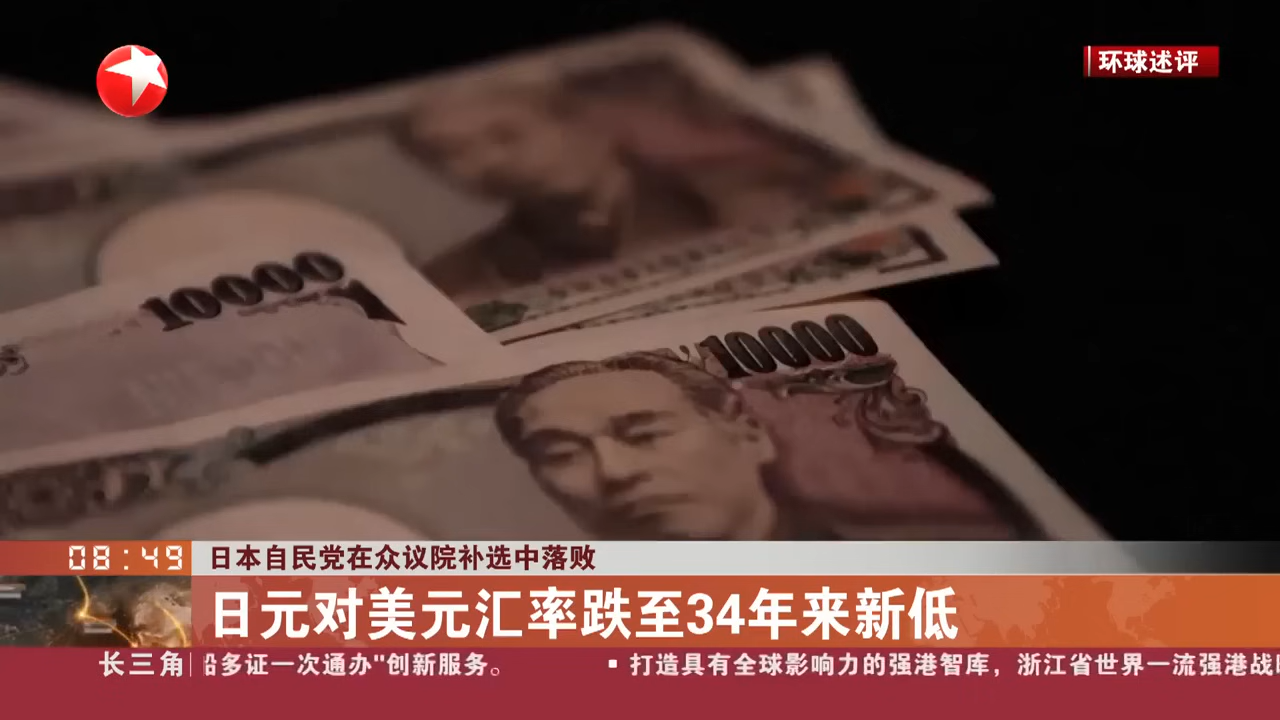 环球述评
10000
10000
08:49
日本自民党在众议院补选中落败
日元对美元汇率跌至34年来新低
长三角
多证一次通办"创新服务。
▪ 打造具有全球影响力的强港智库，浙江省世界一流强港战